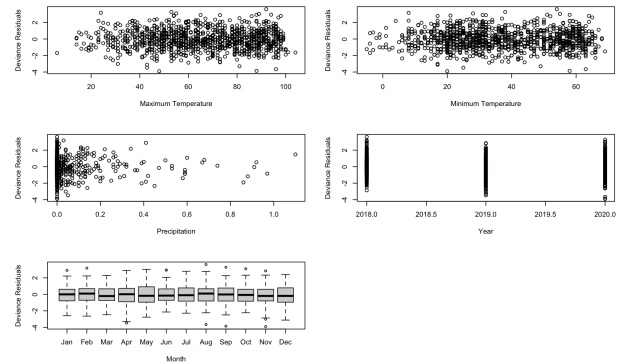 Deviance Residuals
2
0
-2
-4
20 40 60 80 100
Maximum Temperature
Deviance Residuals
2
0
-2
-4
0 20 40 60
Minimum Temperature
Deviance Residuals
2
0
-2
-4
0.0 0.2 0.4 0.6 0.8 1.0
Precipitation
Deviance Residuals
2
0
-2
-4
2018.0 2018.5 2019.0 2019.5 2020.0
Year
Deviance Residuals
2
0
-2
-4
Jan Feb Mar Apr May Jun Jul Aug Sep Oct Nov Dec
Month